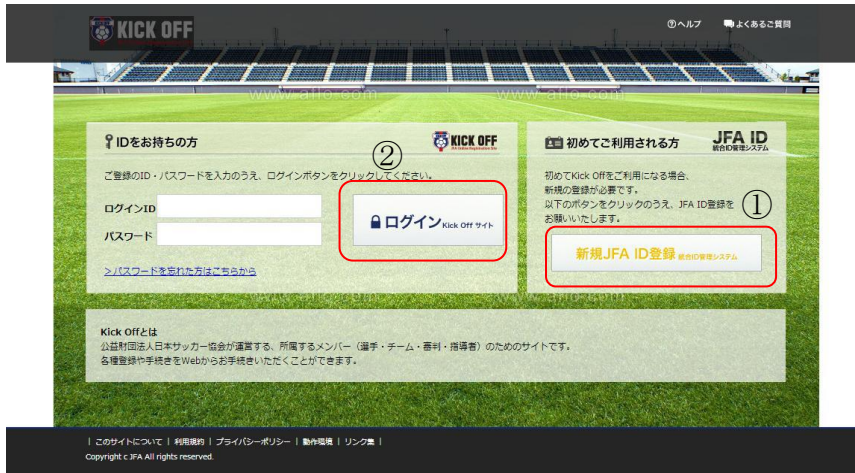 KICK OFF
ヘルプ
よくあるご質問
www.aflo.com
www.aflo.com
IDをお持ちの方
KICK OFF
②
ご登録のID・パスワードを入力のうえ、ログインボタンをクリックしてください。
ログインID
パスワード
ログイン Kick Off サイト
>パスワードを忘れた方はこちらから
初めてご利用される方
JFA ID
統合ID管理システム
初めてKick Offをご利用になる場合、
新規の登録が必要です。
以下のボタンをクリックのうえ、JFA ID登録を
お願いいたします。
①
新規JFA ID登録 統合ID管理システム
www.aflo.com
www.aflo.com
Kick Offとは
公益財団法人日本サッカー協会が運営する、所属するメンバー（選手・チーム・審判・指導者）のためのサイトです。
各種登録や手続きをWebからお手続きいただくことができます。
| このサイトについて | 利用規約 | プライバシーポリシー | 動作環境 | リンク集 |
Copyright c JFA All rights reserved.